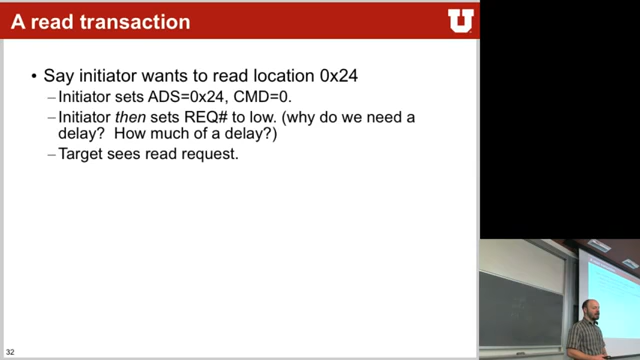 A read transaction
U
• Say initiator wants to read location 0x24
–Initiator sets ADS=0x24, CMD=0.
–Initiator then sets REQ# to low. (why do we need a
delay? How much of a delay?)
–Target sees read request.
32